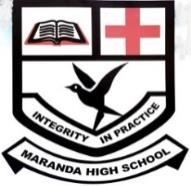 INTEGRITY IN PRACTICE
MARANDA HIGH SCHOOL